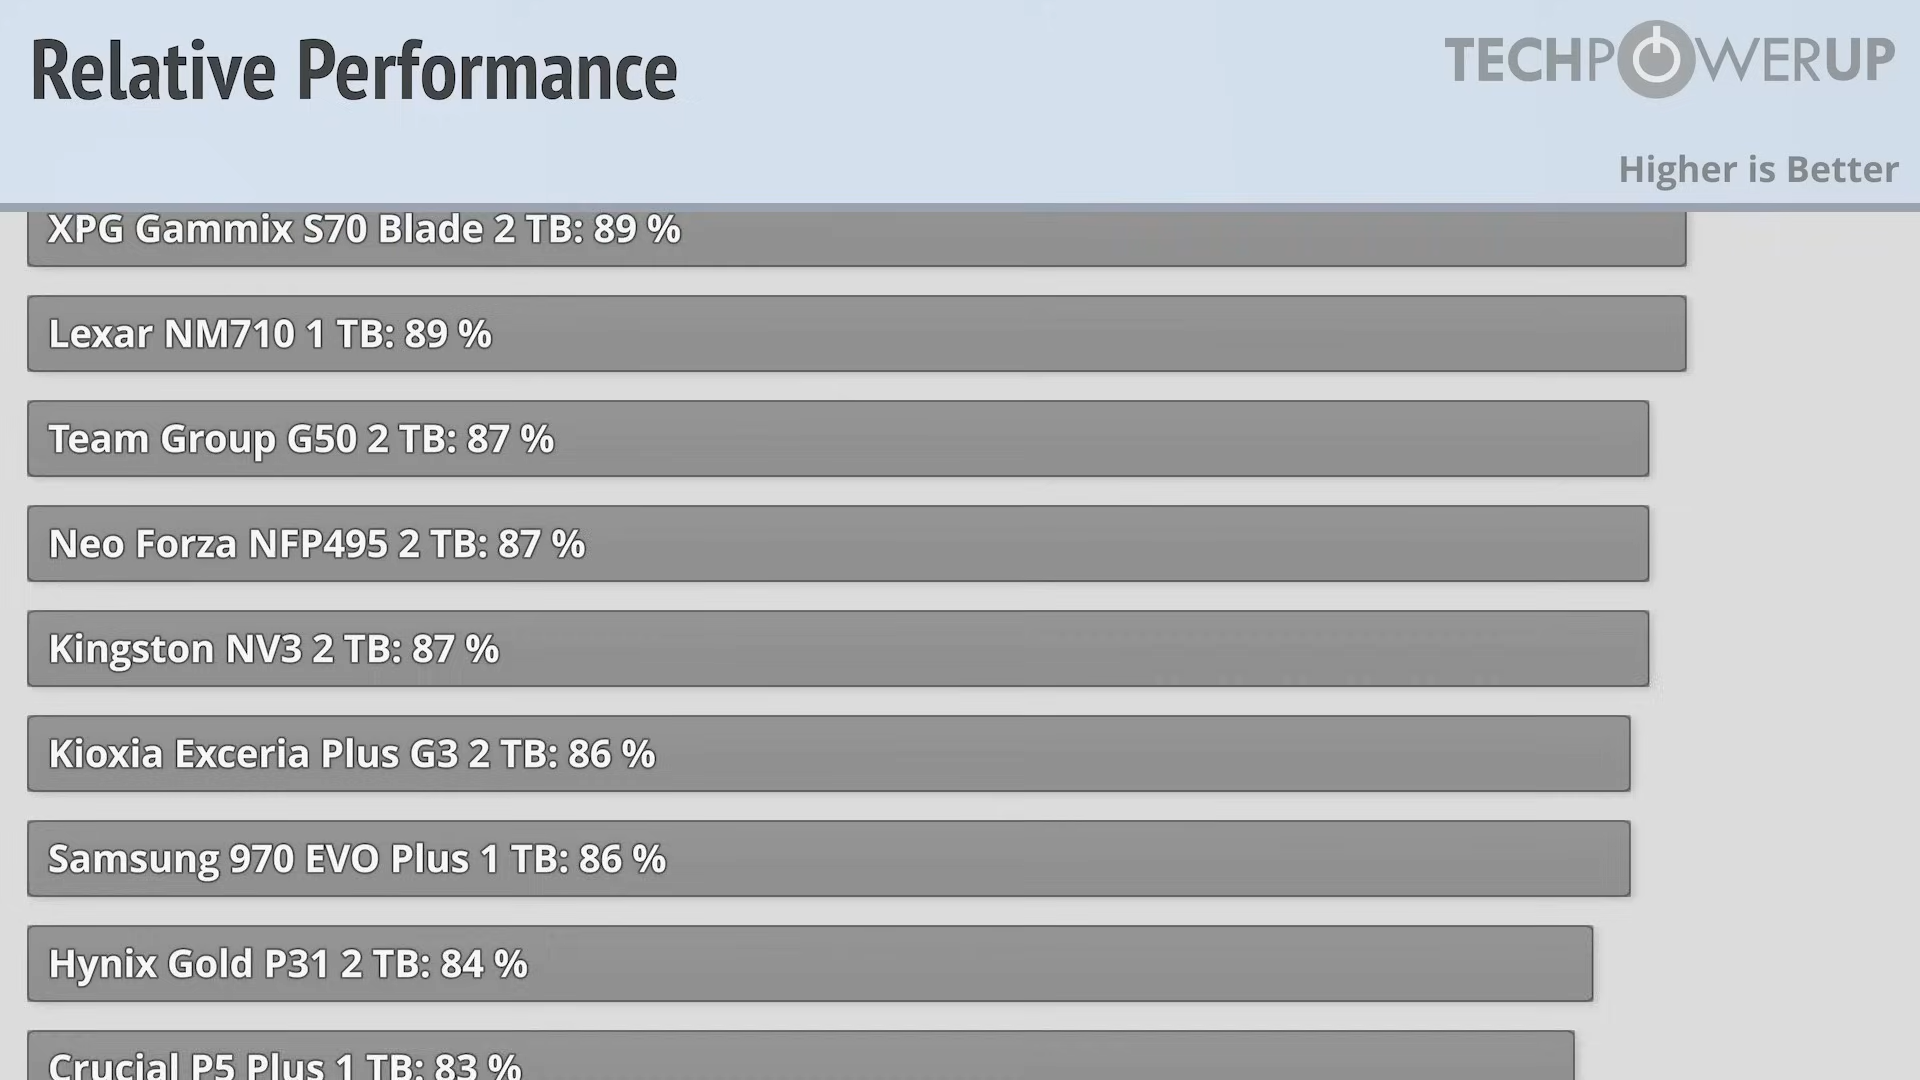 Relative Performance
TECHPOWERUP
Higher is Better
XPG Gammix S70 Blade 2 TB: 89 %
Lexar NM710 1 TB: 89 %
Team Group G50 2 TB: 87 %
Neo Forza NFP495 2 TB: 87 %
Kingston NV3 2 TB: 87 %
Kioxia Exceria Plus G3 2 TB: 86 %
Samsung 970 EVO Plus 1 TB: 86 %
Hynix Gold P31 2 TB: 84 %
Crucial P5 Plus 1 TB: 83 %